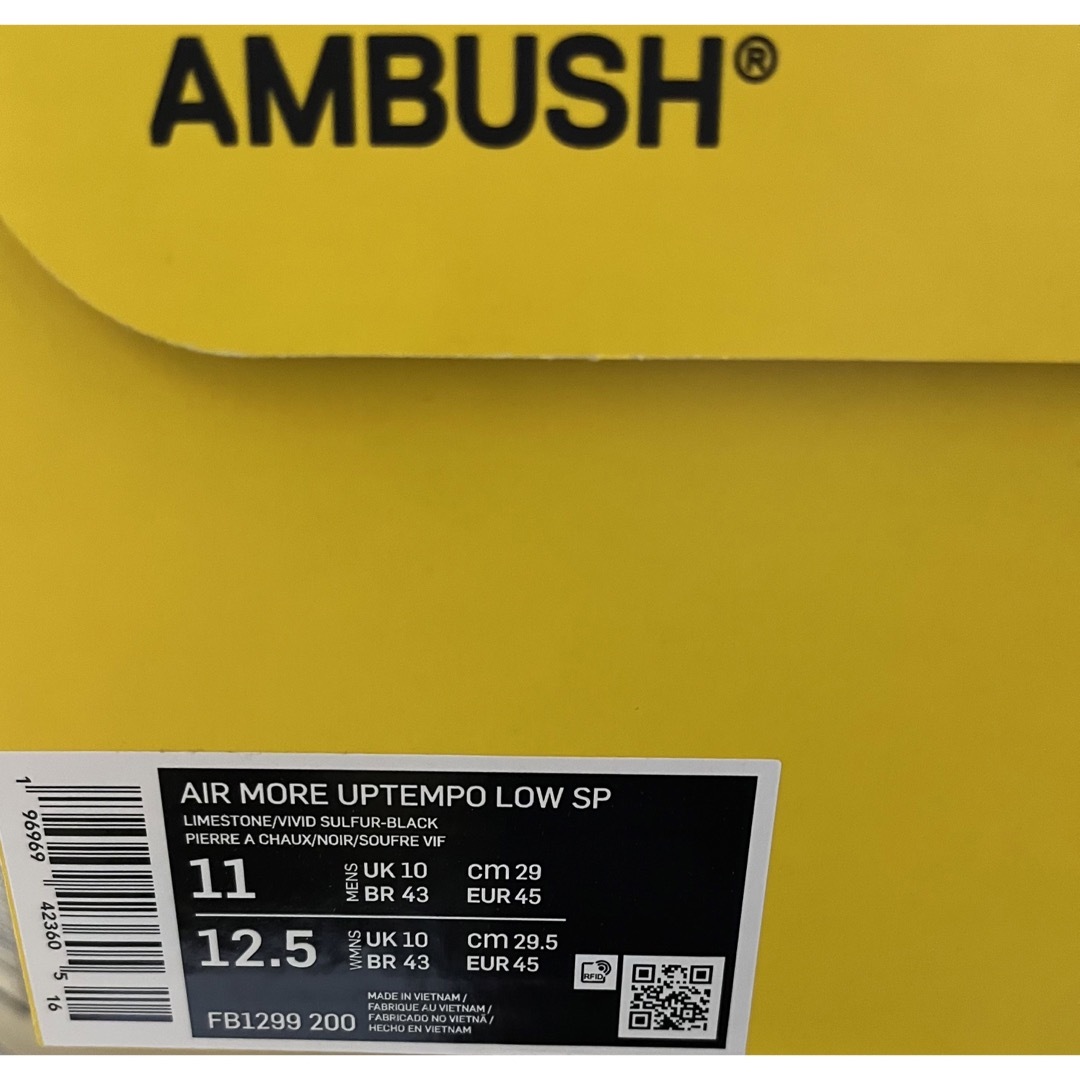 AMBUSH®
AIR MORE UPTEMPO LOW SP
LIMESTONE/VIVID SULFUR-BLACK
PIERRE A CHAUX/NOIR/SOUFRE VIF
11 MENS UK 10 cm 29
BR 43 EUR 45
12.5 WMNS UK 10 cm 29.5
BR 43 EUR 45
RFID
FB1299 200
MADE IN VIETNAM /
FABRIQUE AU VIETNAM /
FABRICADO NO VIETNÃ /
HECHO EN VIETNAM
1 96969 42360 5 16